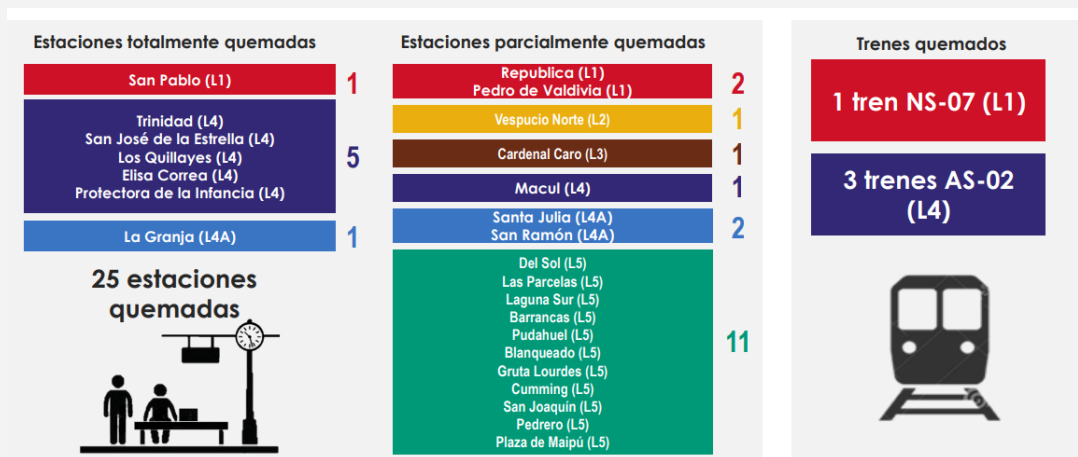 Estaciones totalmente quemadas
San Pablo (L1)
1
Trinidad (L4)
San José de la Estrella (L4)
Los Quillayes (L4)
Elisa Correa (L4)
Protectora de la Infancia (L4)
5
La Granja (L4A)
1
25 estaciones
quemadas
Estaciones parcialmente quemadas
Republica (L1)
Pedro de Valdivia (L1)
2
Vespucio Norte (L2)
1
Cardenal Caro (L3)
1
Macul (L4)
1
Santa Julia (L4A)
San Ramón (L4A)
2
Del Sol (L5)
Las Parcelas (L5)
Laguna Sur (L5)
Barrancas (L5)
Pudahuel (L5)
Blanqueado (L5)
Gruta Lourdes (L5)
Cumming (L5)
San Joaquín (L5)
Pedrero (L5)
Plaza de Maipú (L5)
11
Trenes quemados
1 tren NS-07 (L1)
3 trenes AS-02
(L4)